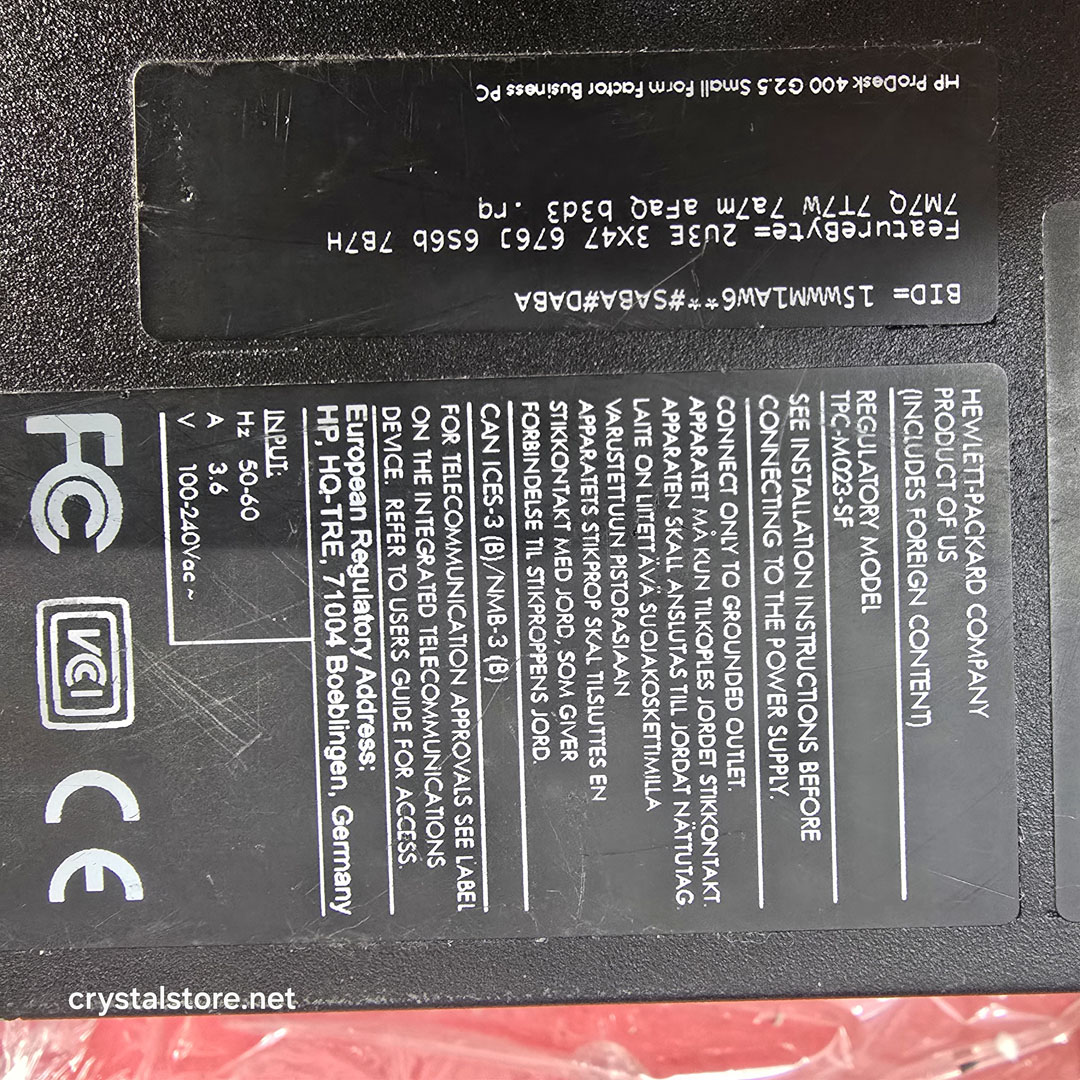 HP ProDesk 400 G2.5 Small Form Factor Business PC
BID= 15WWM1AW6**#SABA#DABA
FeatureByte= 2U3E 3X47 676J 6S6b 7B7H
7M7Q 7T7W 7a7m aFaQ b3d3 .rq
HEWLETT-PACKARD COMPANY
PRODUCT OF US
(INCLUDES FOREIGN CONTENT)
REGULATORY MODEL
TPC-M023-SF
SEE INSTALLATION INSTRUCTIONS BEFORE
CONNECTING TO THE POWER SUPPLY.
CONNECT ONLY TO GROUNDED OUTLET.
APPARATET MÅ KUN TILKOPLES JORDET STIKKONTAKT.
APPARATEN SKALL ANSLUTAS TILL JORDAT NÄTTUTAG.
LAITE ON LIITETTÄVÄ SUOJAKOSKETTIMILLA
VARUSTETTUUN PISTORASIAAN
APPARATETS STIKPROP SKAL TILSLUTTES EN
STIKKONTAKT MED JORD, SOM GIVER
FORBINDELSE TIL STIKPROPPENS JORD.
CAN ICES-3 (B)/NMB-3 (B)
FOR TELECOMMUNICATION APPROVALS SEE LABEL
ON THE INTEGRATED TELECOMMUNICATIONS
DEVICE. REFER TO USERS GUIDE FOR ACCESS.
European Regulatory Address:
HP, HQ-TRE, 71004 Boeblingen, Germany
INPUT:
Hz 50-60
A 3.6
V 100-240Vac~
FC
VCCI
CE
crystalstore.net